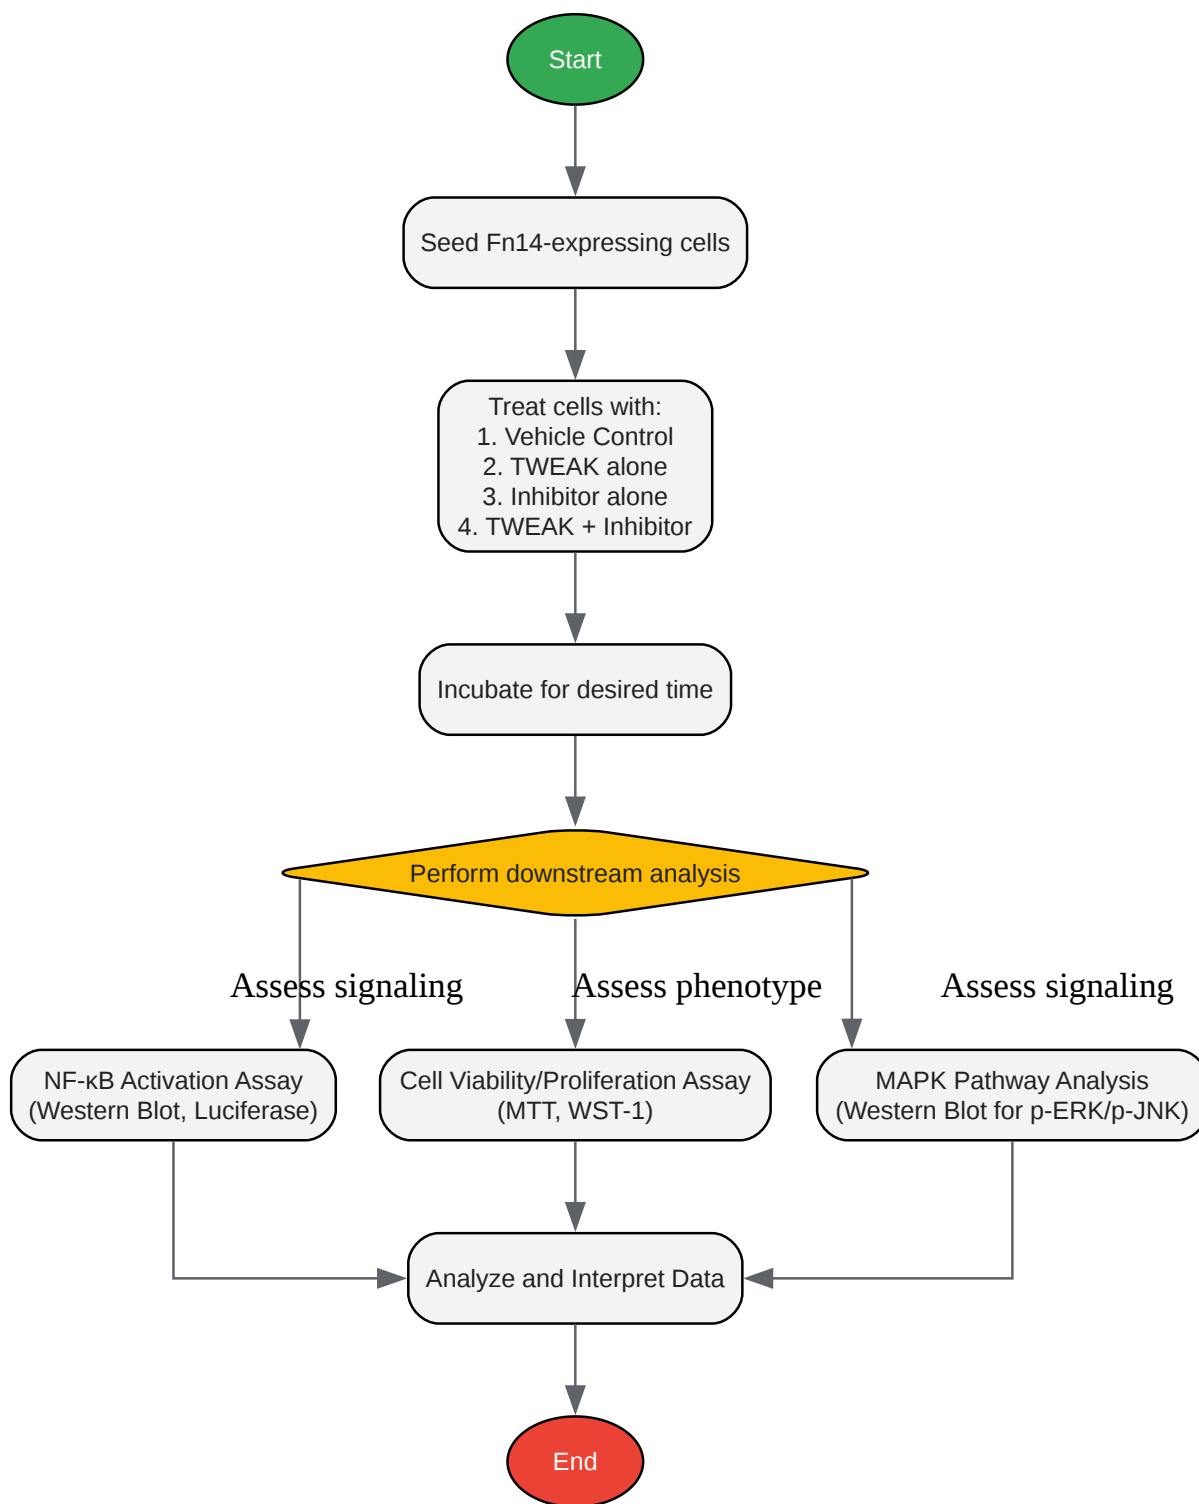 Start
Seed Fn14-expressing cells
Treat cells with:
1. Vehicle Control
2. TWEAK alone
3. Inhibitor alone
4. TWEAK + Inhibitor
Incubate for desired time
Perform downstream analysis
Assess signaling
Assess phenotype
Assess signaling
NF-κB Activation Assay
(Western Blot, Luciferase)
Cell Viability/Proliferation Assay
(MTT, WST-1)
MAPK Pathway Analysis
(Western Blot for p-ERK/p-JNK)
Analyze and Interpret Data
End